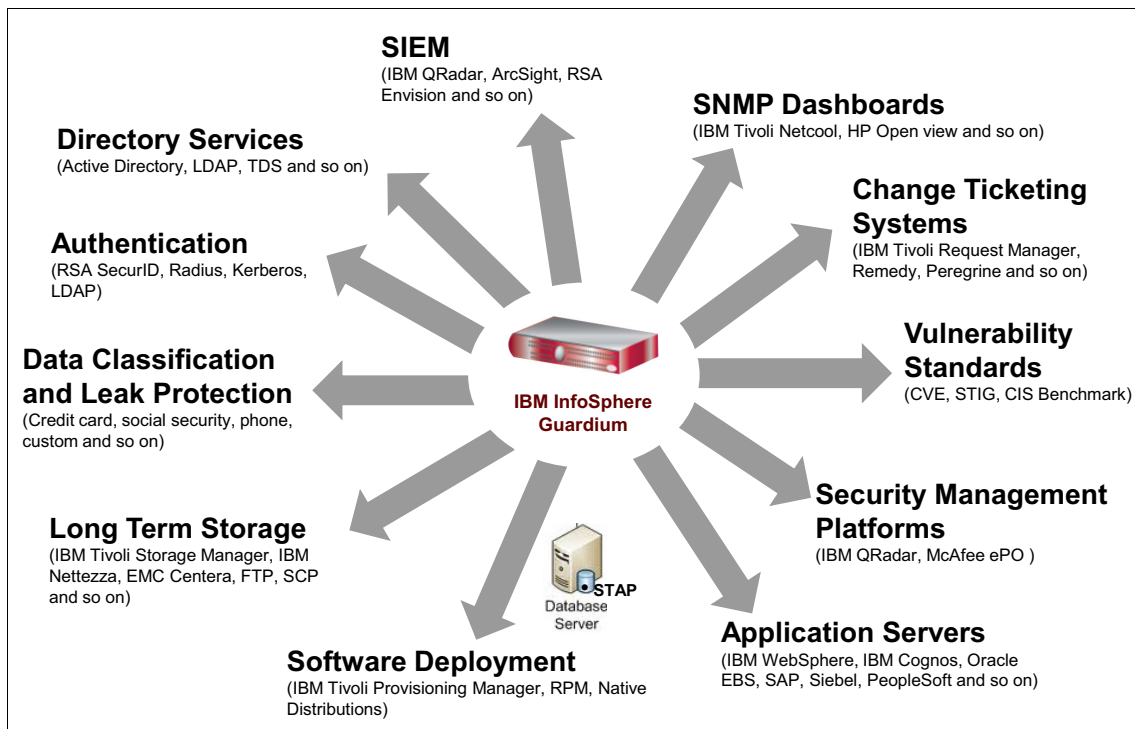 SIEM
(IBM QRadar, ArcSight, RSA
Envision and so on)
SNMP Dashboards
(IBM Tivoli Netcool, HP Open view and so on)
Directory Services
(Active Directory, LDAP, TDS and so on)
Change Ticketing
Systems
(IBM Tivoli Request Manager,
Remedy, Peregrine and so on)
Authentication
(RSA SecurID, Radius, Kerberos,
LDAP)
Vulnerability
Standards
(CVE, STIG, CIS Benchmark)
Data Classification
and Leak Protection
(Credit card, social security, phone,
custom and so on)
IBM InfoSphere
Guardium
Security Management
Platforms
(IBM QRadar, McAfee ePO )
Long Term Storage
(IBM Tivoli Storage Manager, IBM
Nettezza, EMC Centera, FTP, SCP
and so on)
STAP
Database
Server
Application Servers
(IBM WebSphere, IBM Cognos, Oracle
EBS, SAP, Siebel, PeopleSoft and so on)
Software Deployment
(IBM Tivoli Provisioning Manager, RPM, Native
Distributions)